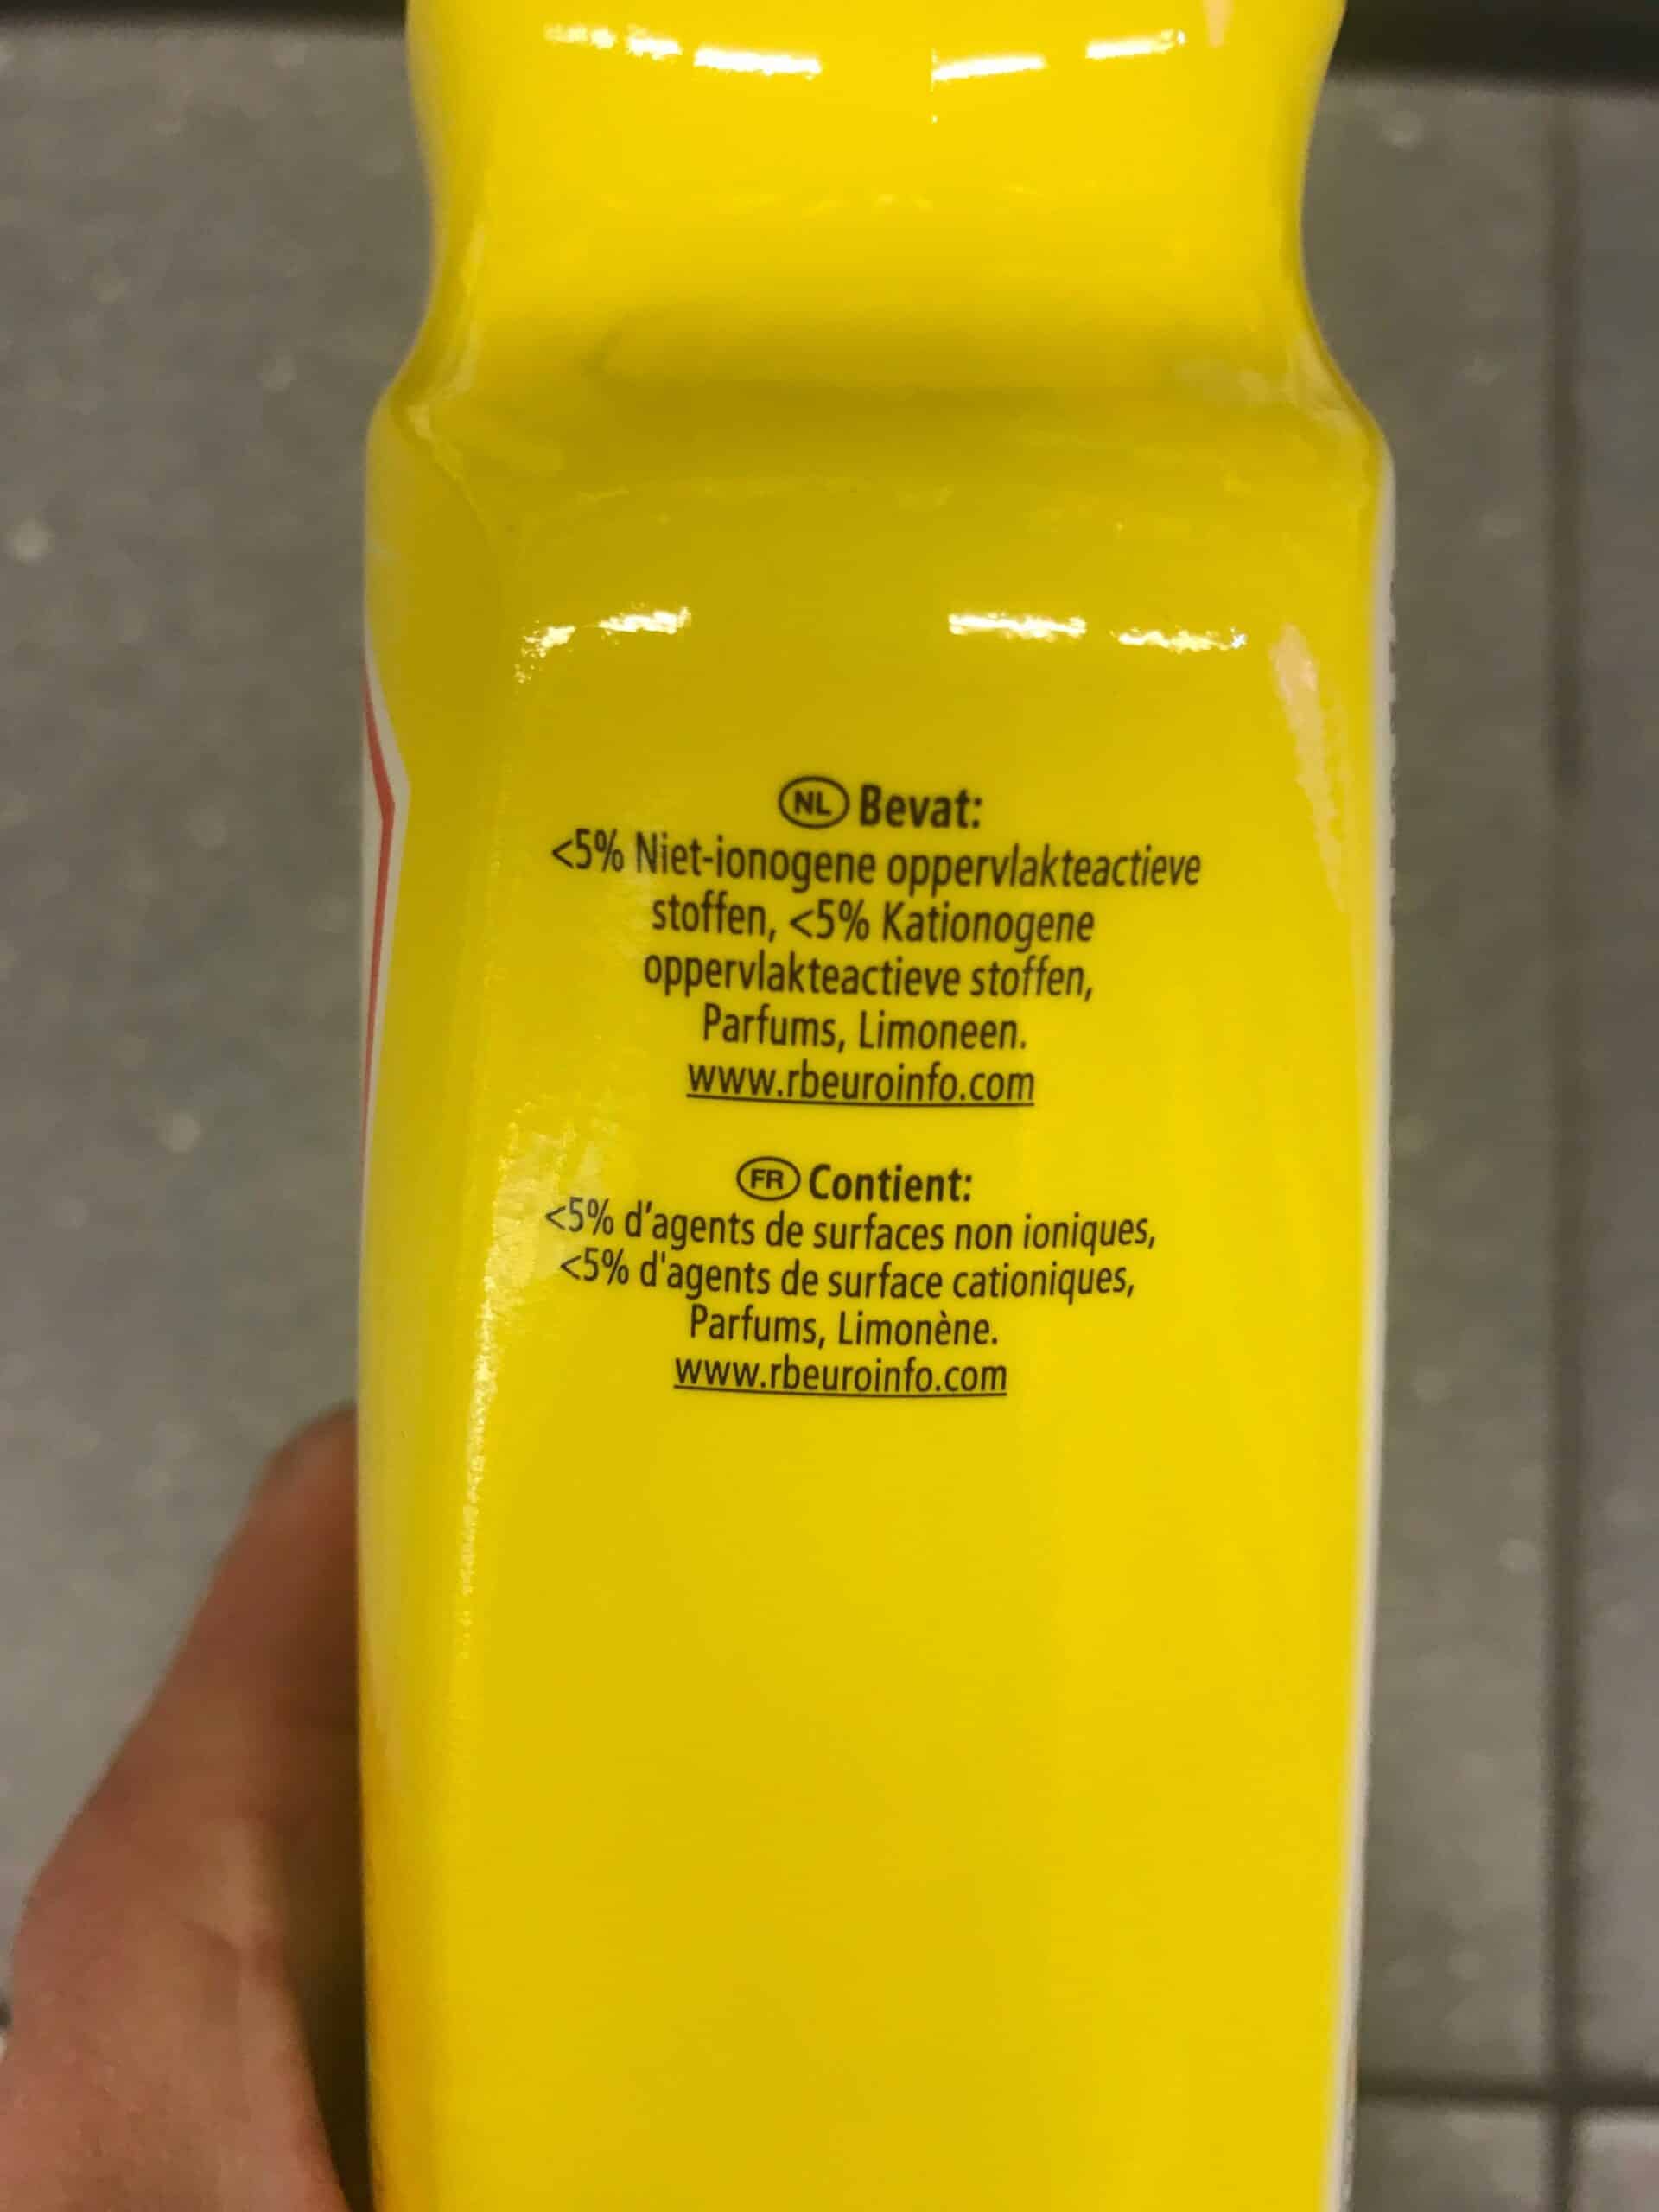 NL Bevat:
<5% Niet-ionogene oppervlakteactieve
stoffen, <5% Kationogene
oppervlakteactieve stoffen,
Parfums, Limoneen.
www.rbeuroinfo.com
FR Contient:
<5% d'agents de surfaces non ioniques,
<5% d'agents de surface cationiques,
Parfums, Limonène.
www.rbeuroinfo.com